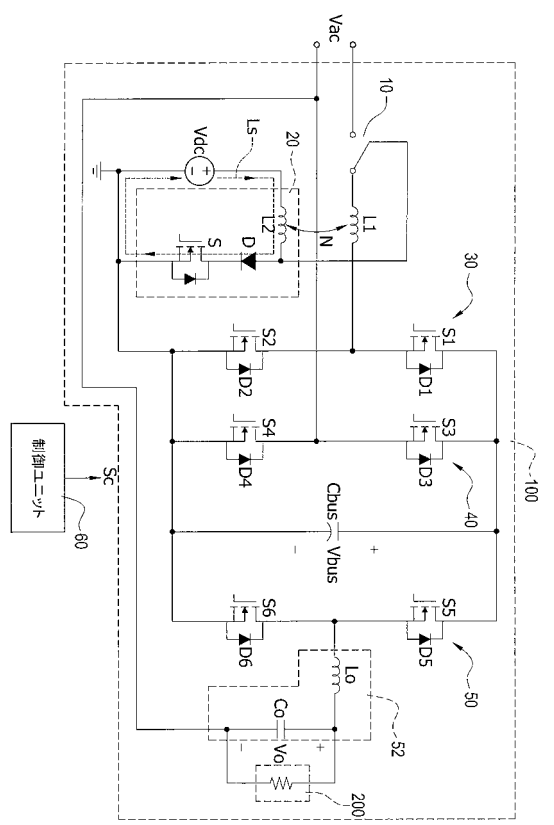 Vac
10
Vdc
Ls
20
L2
L1
N
D
S
30
S1
D1
S2
D2
S3
D3
S4
D4
40
100
Cbus
Vbus
+
−
S5
D5
S6
D6
50
Lo
Co
Vo
+
−
52
200
Sc
制御ユニット
60
+
−